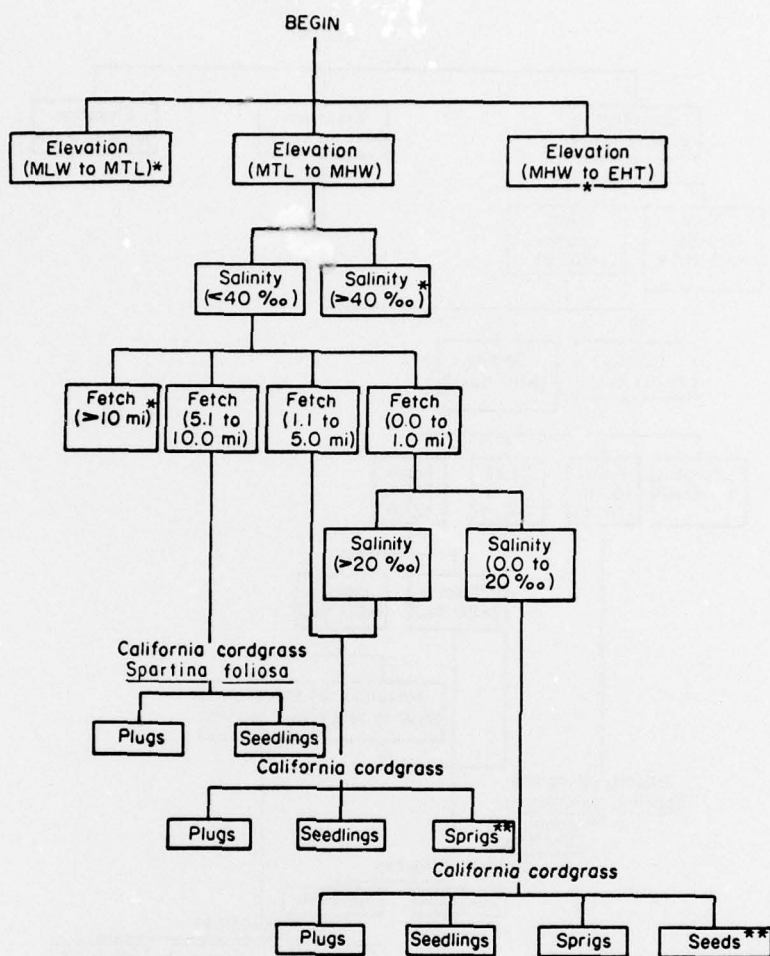 BEGIN
Elevation
(MLW to MTL)*
Elevation
(MTL to MHW)
Elevation
(MHW to EHT)
*
Salinity
(<40 ‰)
Salinity
(>40 ‰)*
Fetch
(>10 mi)*
Fetch
(5.1 to
10.0 mi)
Fetch
(1.1 to
5.0 mi)
Fetch
(0.0 to
1.0 mi)
Salinity
(>20 ‰)
Salinity
(0.0 to
20 ‰)
California cordgrass
Spartina foliosa
Plugs
Seedlings
California cordgrass
Plugs
Seedlings
Sprigs**
California cordgrass
Plugs
Seedlings
Sprigs
Seeds**